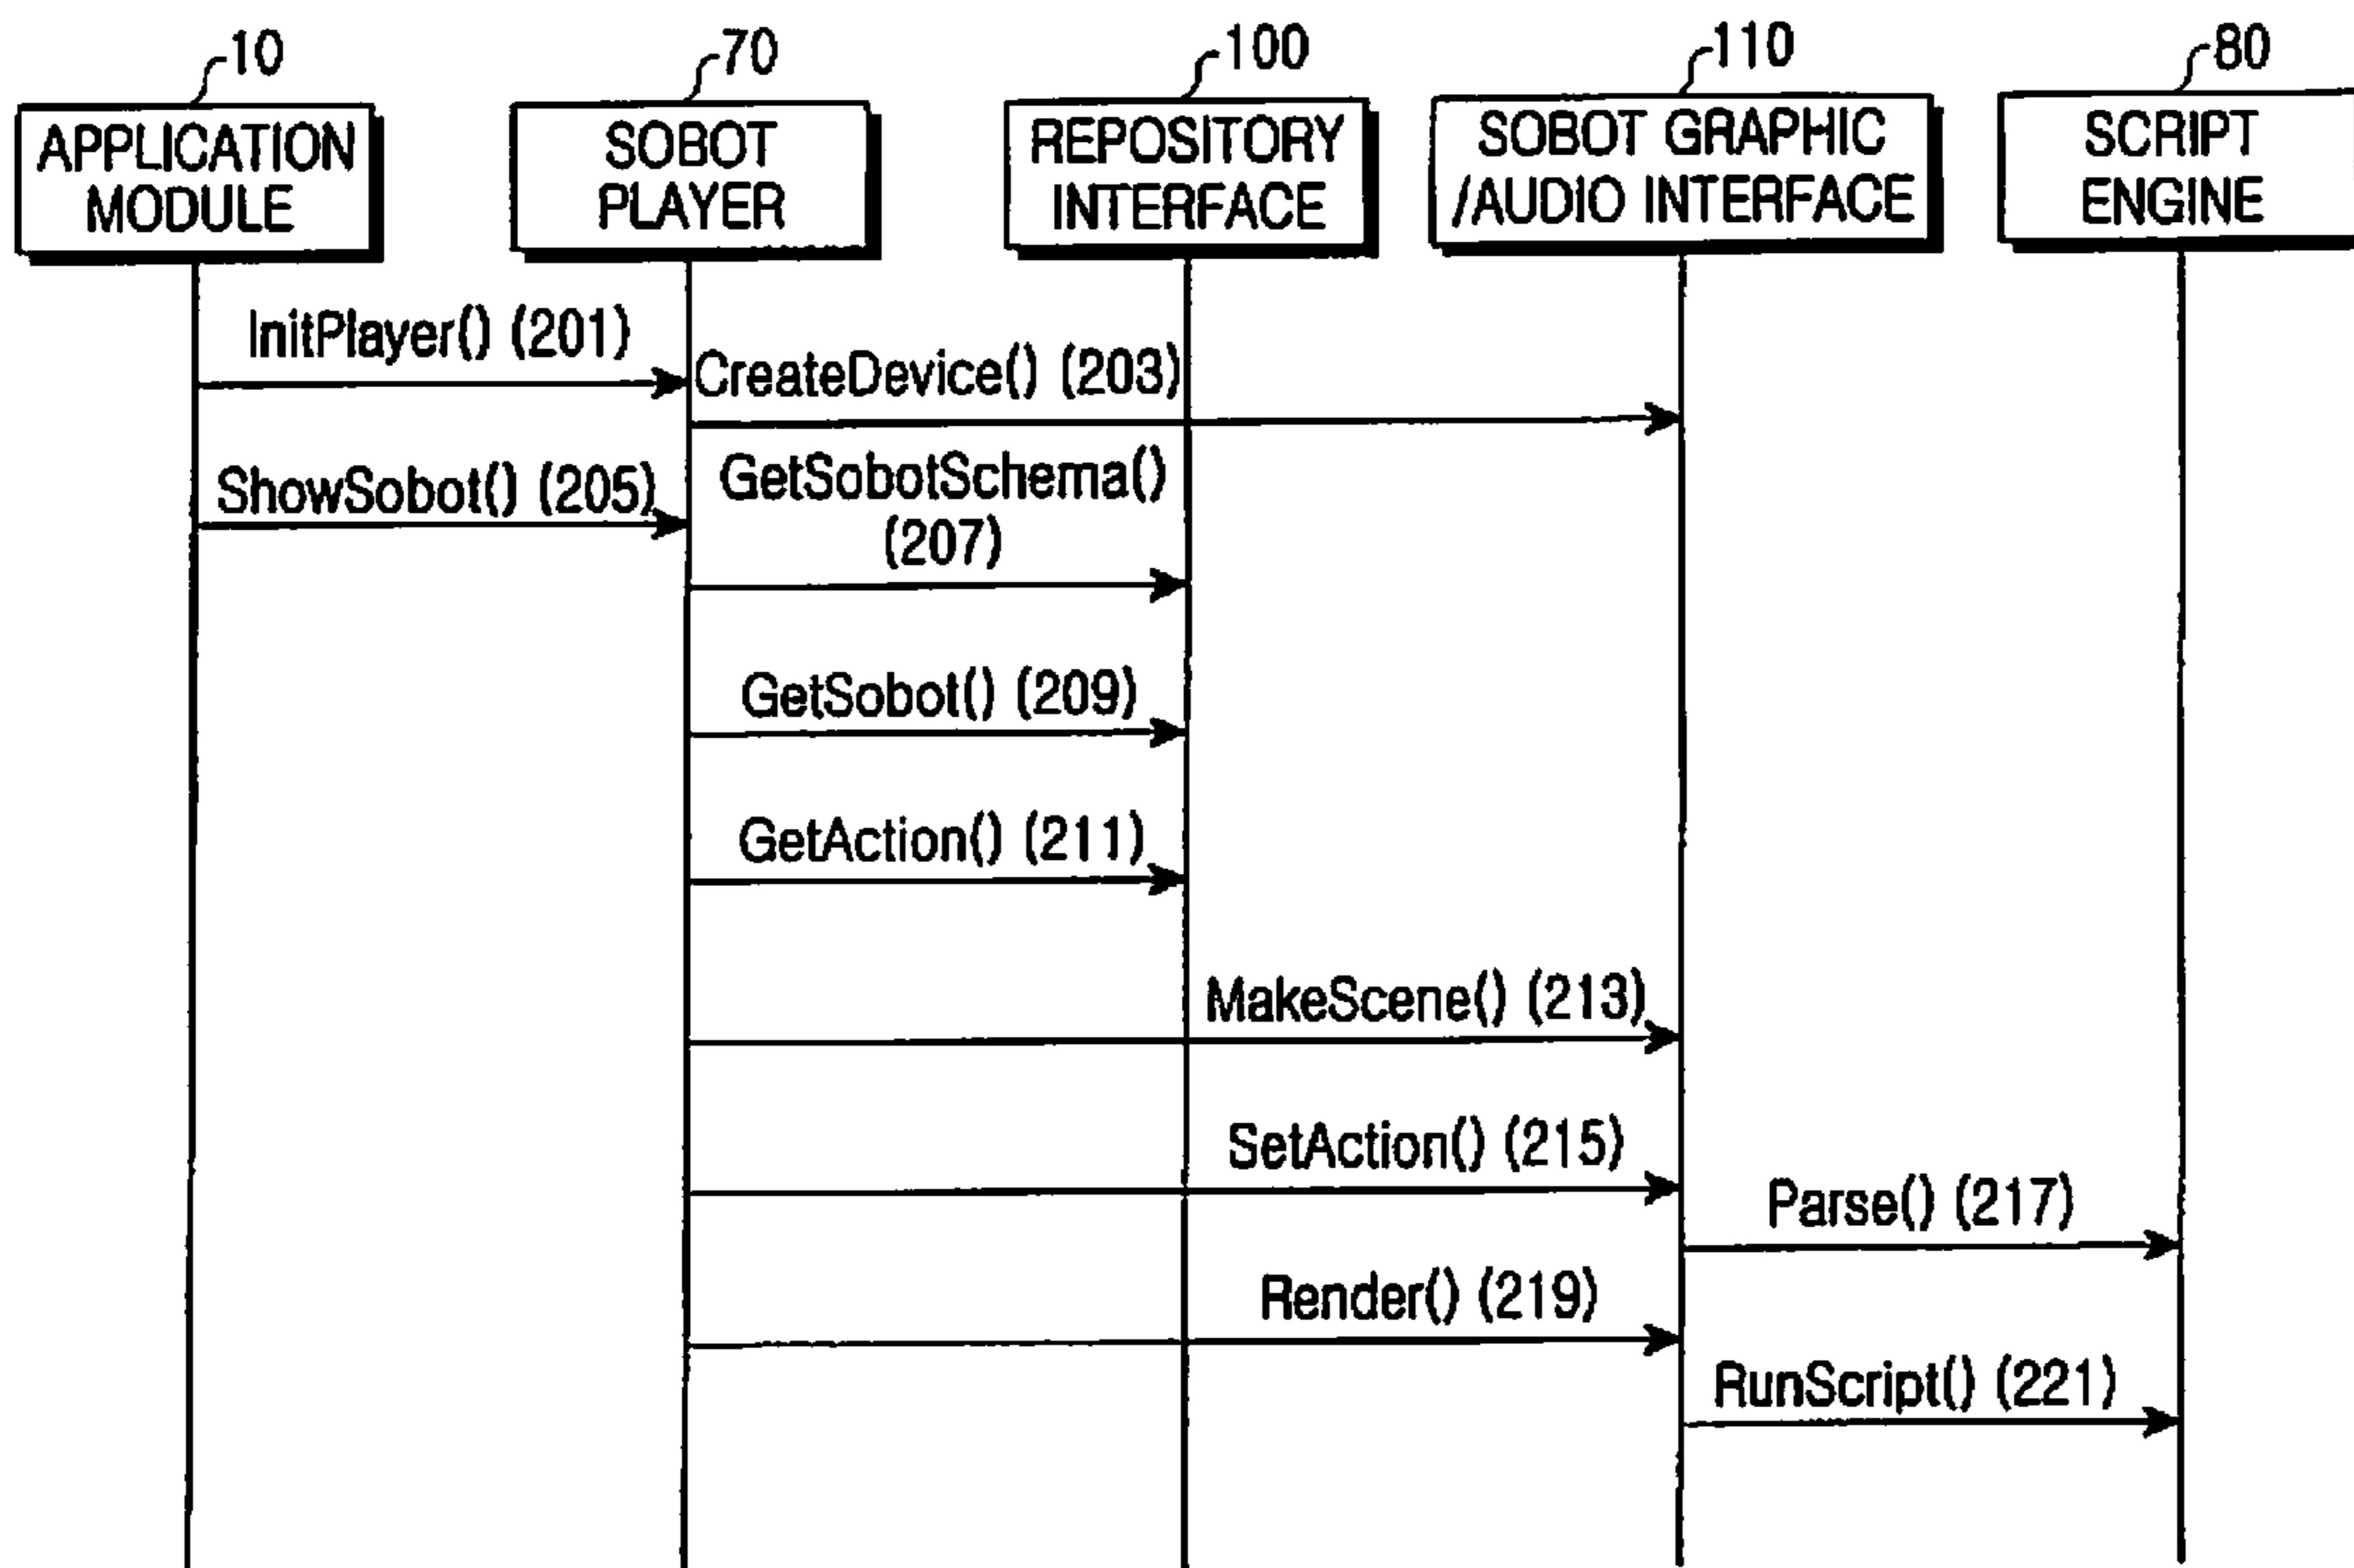 10
70
100
110
80
APPLICATION
MODULE
SOBOT
PLAYER
REPOSITORY
INTERFACE
SOBOT GRAPHIC
/AUDIO INTERFACE
SCRIPT
ENGINE
InitPlayer() (201)
CreateDevice() (203)
ShowSobot() (205)
GetSobotSchema()
(207)
GetSobot() (209)
GetAction() (211)
MakeScene() (213)
SetAction() (215)
Parse() (217)
Render() (219)
RunScript() (221)